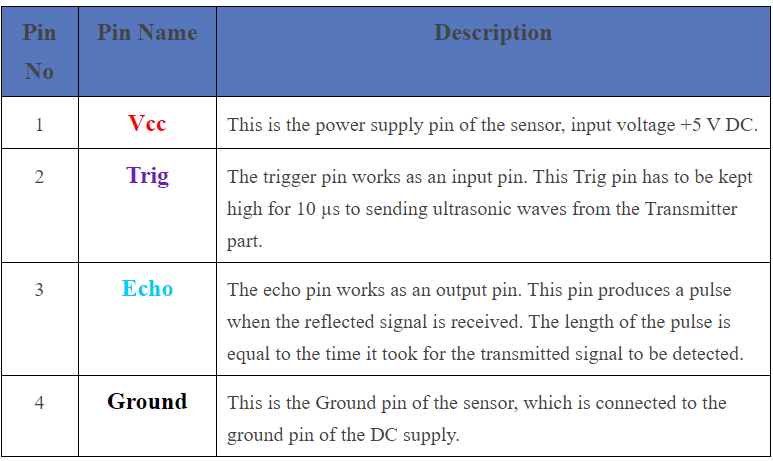 Pin No
Pin Name
Description
1
Vcc
This is the power supply pin of the sensor, input voltage +5 V DC.
2
Trig
The trigger pin works as an input pin. This Trig pin has to be kept
high for 10 µs to sending ultrasonic waves from the Transmitter
part.
3
Echo
The echo pin works as an output pin. This pin produces a pulse
when the reflected signal is received. The length of the pulse is
equal to the time it took for the transmitted signal to be detected.
4
Ground
This is the Ground pin of the sensor, which is connected to the
ground pin of the DC supply.